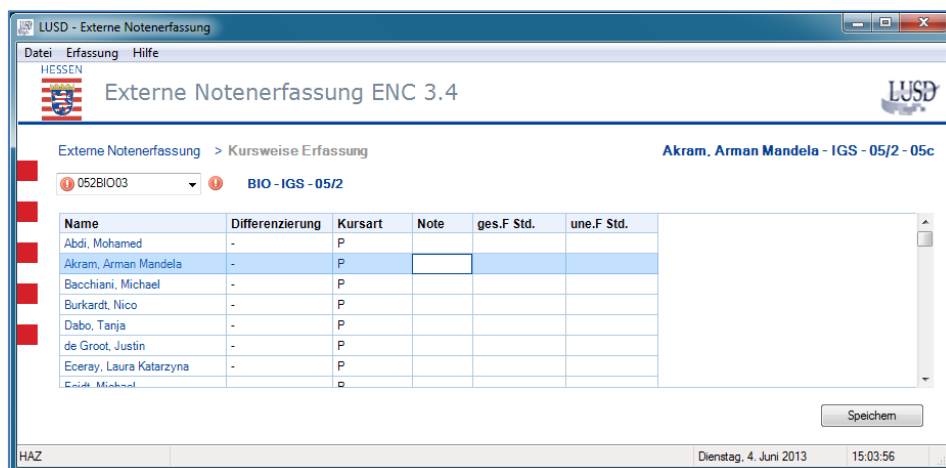 LUSD - Externe Notenerfassung
Datei Erfassung Hilfe
HESSEN
Externe Notenerfassung ENC 3.4
LUSD
Externe Notenerfassung > Kursweise Erfassung
Akram, Arman Mandela - IGS - 05/2 - 05c
052BIO03
BIO - IGS - 05/2
Name Differenzierung Kursart Note ges.F Std. une.F Std.
Abdi, Mohamed - P
Akram, Arman Mandela - P
Bacchiani, Michael - P
Burkardt, Nico - P
Dabo, Tanja - P
de Groot, Justin - P
Eceray, Laura Katarzyna - P
Michael P
Speichern
HAZ Dienstag, 4. Juni 2013 15:03:56